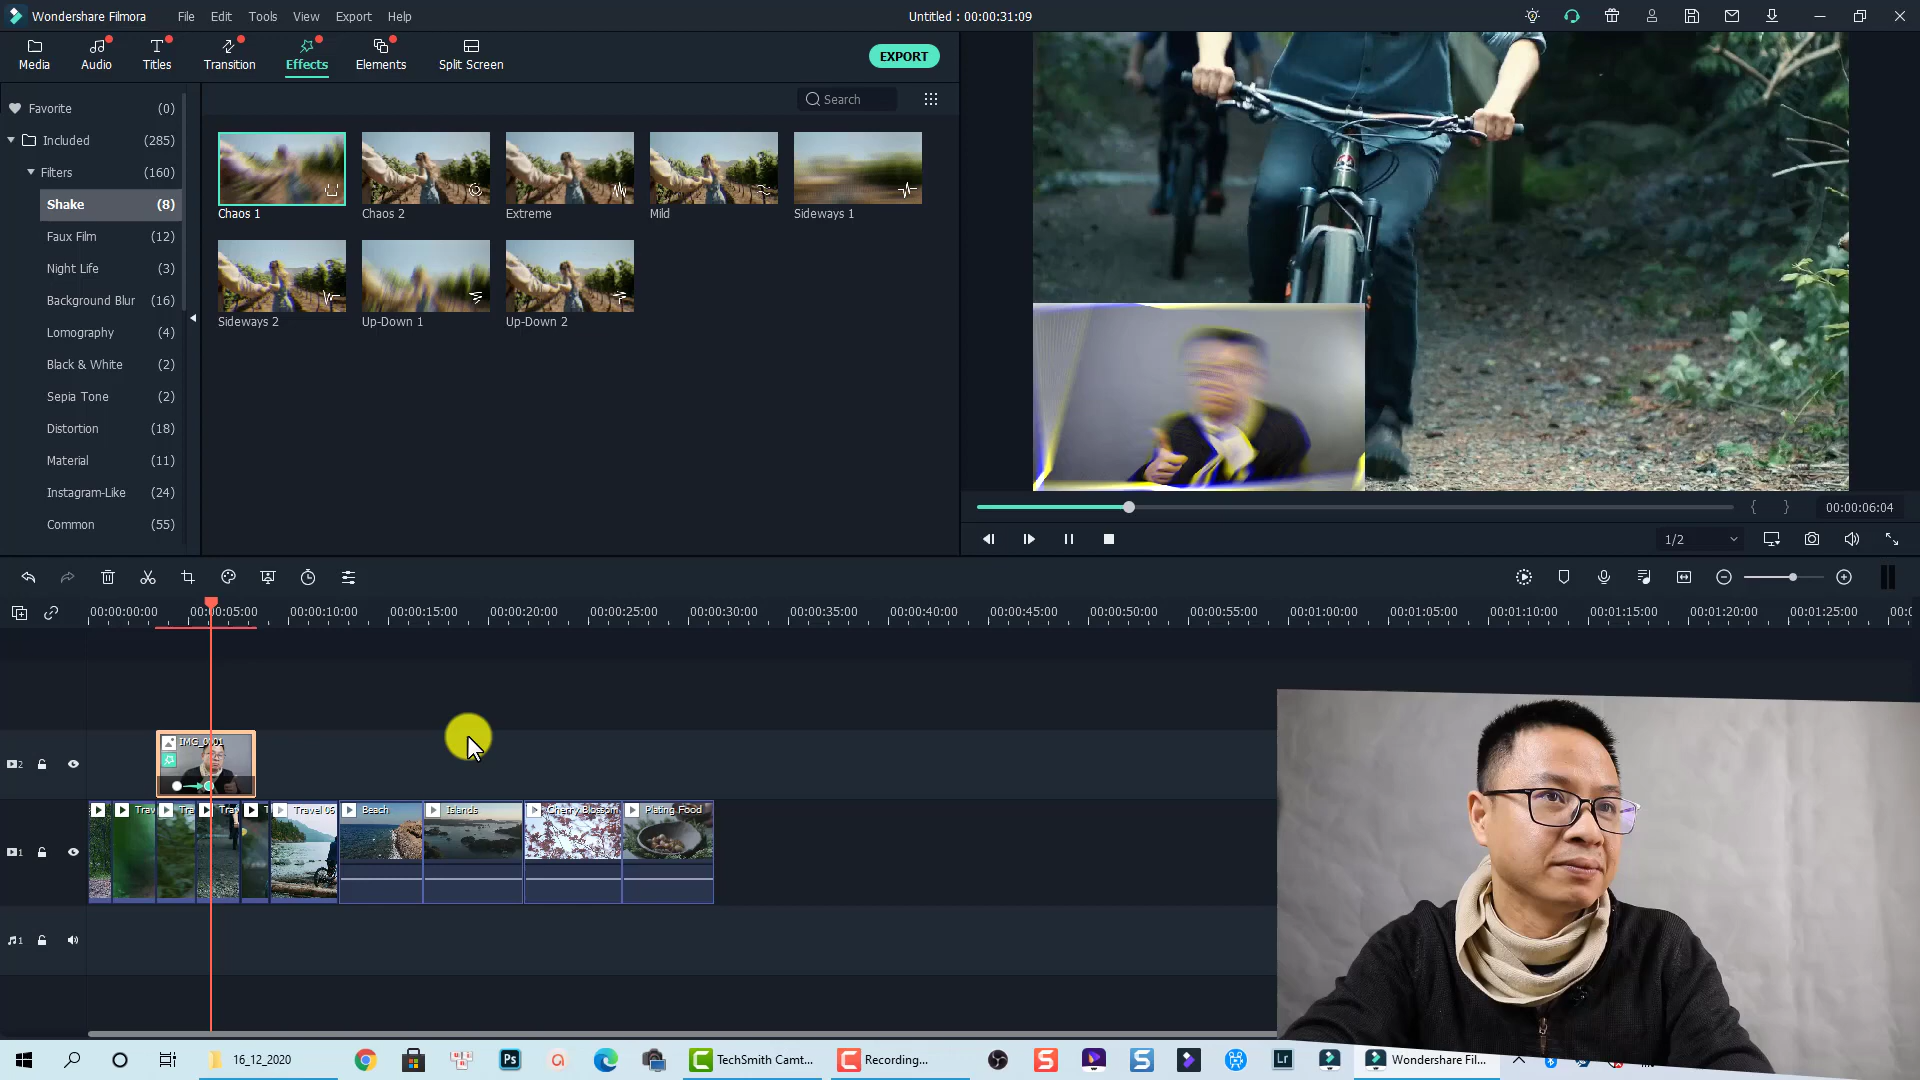 Wondershare Filmora
File Edit Tools View Export Help
Untitled : 00:00:31:09
Media Audio Titles Transition Effects Elements Split Screen
EXPORT
Favorite (0)
Search
Included (285)
Filters (160)
Shake (8)
Chaos 1 Chaos 2 Extreme Mild Sideways 1
Faux Film (12)
Night Life (3)
Background Blur (16)
Sideways 2 Up-Down 1 Up-Down 2
Lomography (4)
Black & White (2)
Sepia Tone (2)
Distortion (18)
Material (11)
Instagram-Like (24)
Common (55)
{ } 00:00:06:04
1/2
00:00:00:00 00:00:05:00 00:00:10:00 00:00:15:00 00:00:20:00 00:00:25:00 00:00:30:00 00:00:35:00 00:00:40:00 00:00:45:00 00:00:50:00 00:00:55:00 00:01:00:00 00:01:05:00 00:01:10:00 00:01:15:00 00:01:20:00 00:01:25:00
2
1
Trav Tra Trav T Travel 06 Beach Islands Cherry Blossom Plating Food
1
16_12_2020 Ps TechSmith Camt... Recording... S S Lr Wondershare Fil...